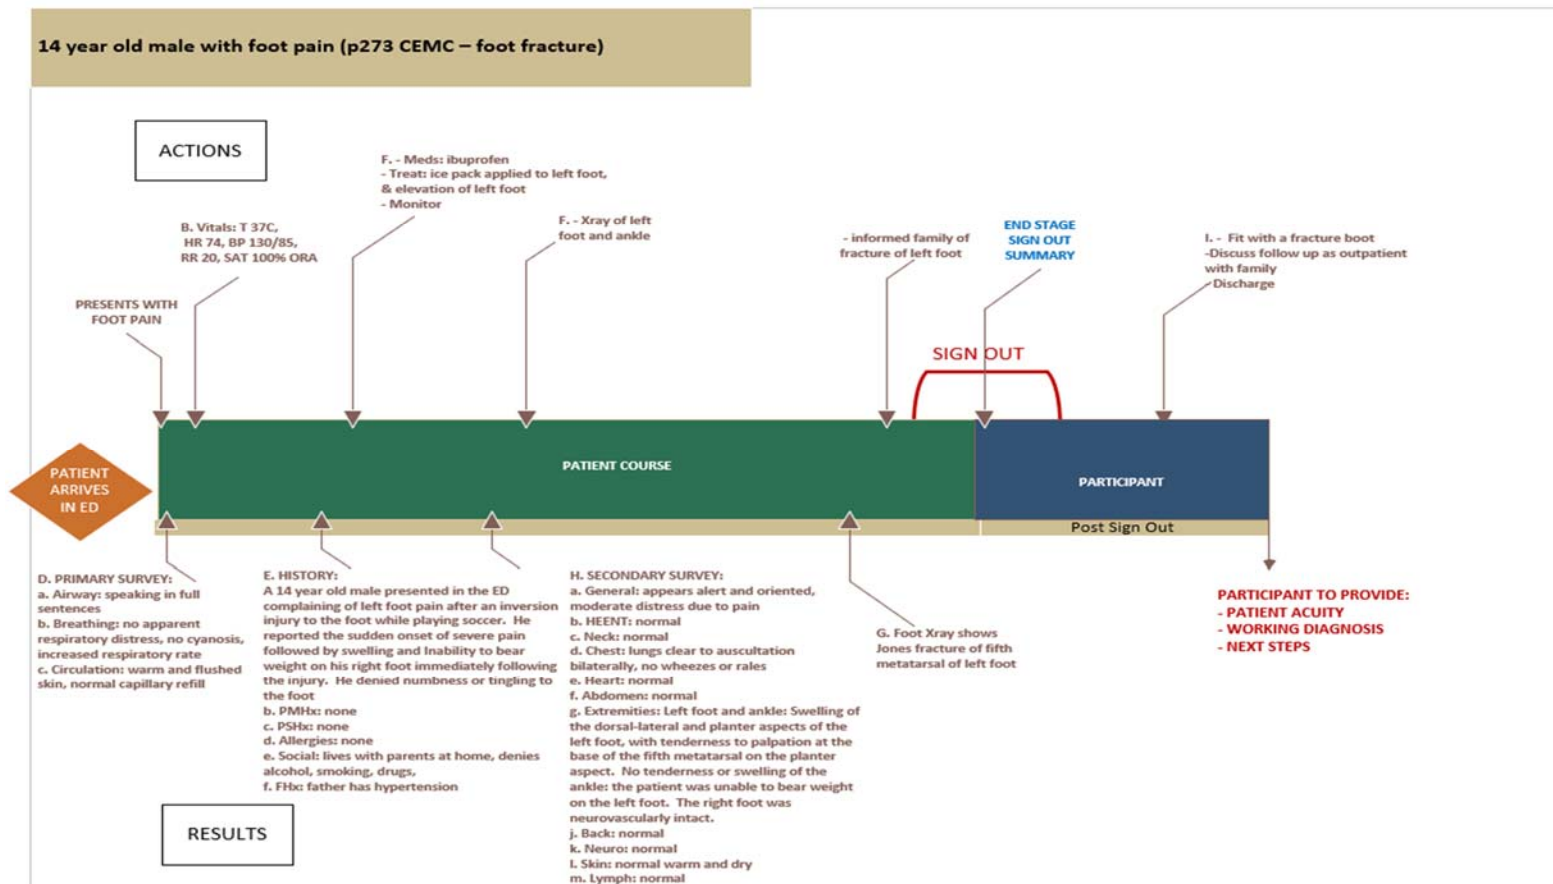 14 year old male with foot pain (p273 CEMC – foot fracture)
ACTIONS
F. - Meds: ibuprofen
- Treat: ice pack applied to left foot,
& elevation of left foot
- Monitor
B. Vitals: T 37C,
HR 74, BP 130/85,
RR 20, SAT 100% ORA
F. - Xray of left
foot and ankle
- informed family of
fracture of left foot
END STAGE
SIGN OUT
SUMMARY
I. - Fit with a fracture boot
-Discuss follow up as outpatient
with family
-Discharge
PRESENTS WITH
FOOT PAIN
SIGN OUT
PATIENT
ARRIVES
IN ED
PATIENT COURSE
PARTICIPANT
Post Sign Out
D. PRIMARY SURVEY:
a. Airway: speaking in full
sentences
b. Breathing: no apparent
respiratory distress, no cyanosis,
increased respiratory rate
c. Circulation: warm and flushed
skin, normal capillary refill
E. HISTORY:
A 14 year old male presented in the ED
complaining of left foot pain after an inversion
injury to the foot while playing soccer. He
reported the sudden onset of severe pain
followed by swelling and Inability to bear
weight on his right foot immediately following
the injury. He denied numbness or tingling to
the foot
b. PMHx: none
c. PSHx: none
d. Allergies: none
e. Social: lives with parents at home, denies
alcohol, smoking, drugs,
f. FHx: father has hypertension
H. SECONDARY SURVEY:
a. General: appears alert and oriented,
moderate distress due to pain
b. HEENT: normal
c. Neck: normal
d. Chest: lungs clear to auscultation
bilaterally, no wheezes or rales
e. Heart: normal
f. Abdomen: normal
g. Extremities: Left foot and ankle: Swelling of
the dorsal-lateral and planter aspects of the
left foot, with tenderness to palpation at the
base of the fifth metatarsal on the planter
aspect. No tenderness or swelling of the
ankle: the patient was unable to bear weight
on the left foot. The right foot was
neurovascularly intact.
j. Back: normal
k. Neuro: normal
l. Skin: normal warm and dry
m. Lymph: normal
G. Foot Xray shows
Jones fracture of fifth
metatarsal of left foot
PARTICIPANT TO PROVIDE:
- PATIENT ACUITY
- WORKING DIAGNOSIS
- NEXT STEPS
RESULTS